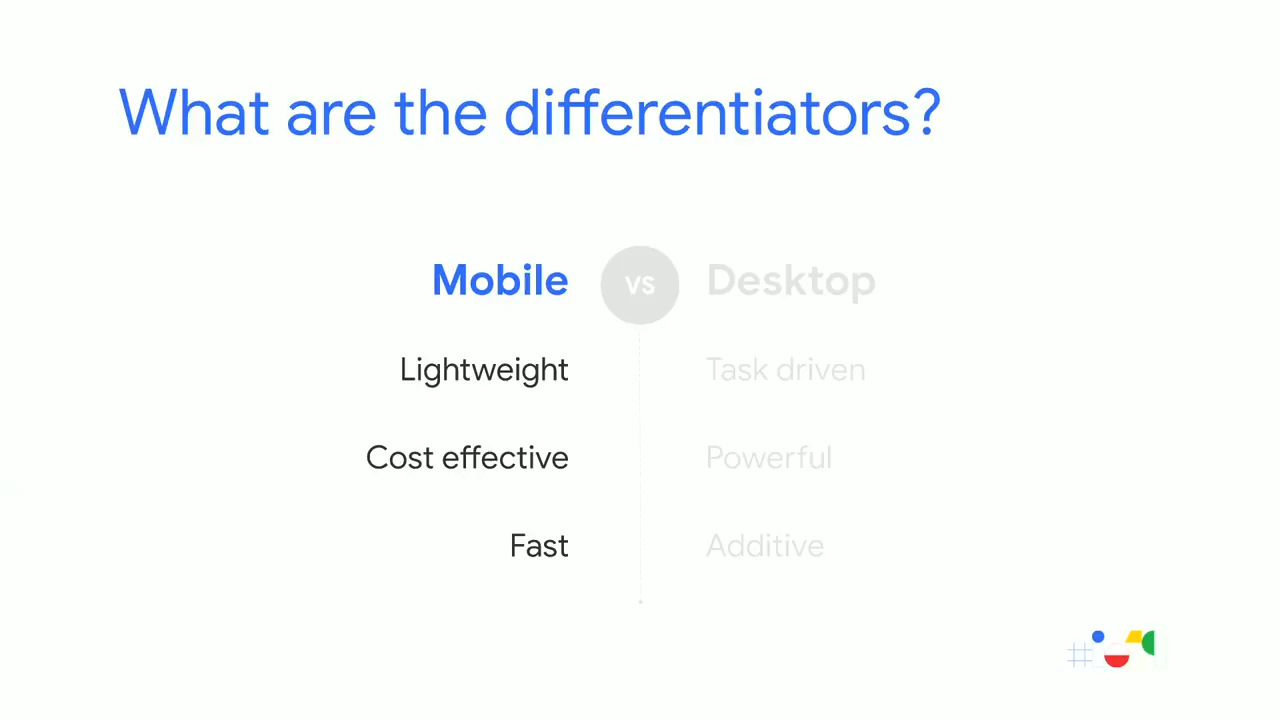 What are the differentiators?
Mobile
VS
Desktop
Lightweight
Task driven
Cost effective
Powerful
Fast
Additive